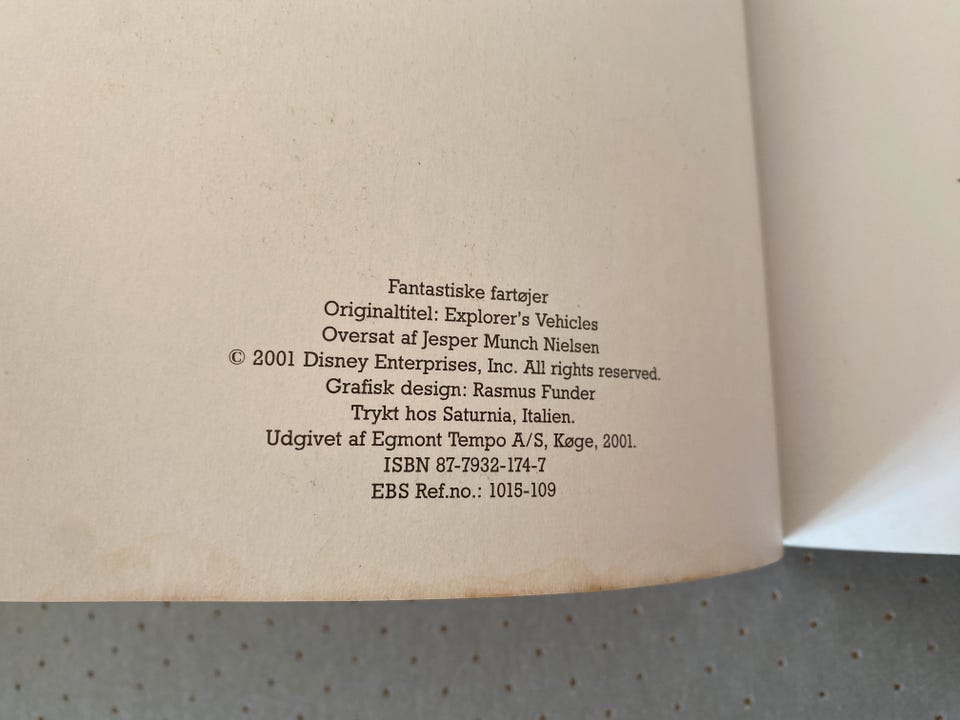 Fantastiske fartøjer
Originaltitel: Explorer's Vehicles
Oversat af Jesper Munch Nielsen
© 2001 Disney Enterprises, Inc. All rights reserved.
Grafisk design: Rasmus Funder
Trykt hos Saturnia, Italien.
Udgivet af Egmont Tempo A/S, Køge, 2001.
ISBN 87-7932-174-7
EBS Ref.no.: 1015-109